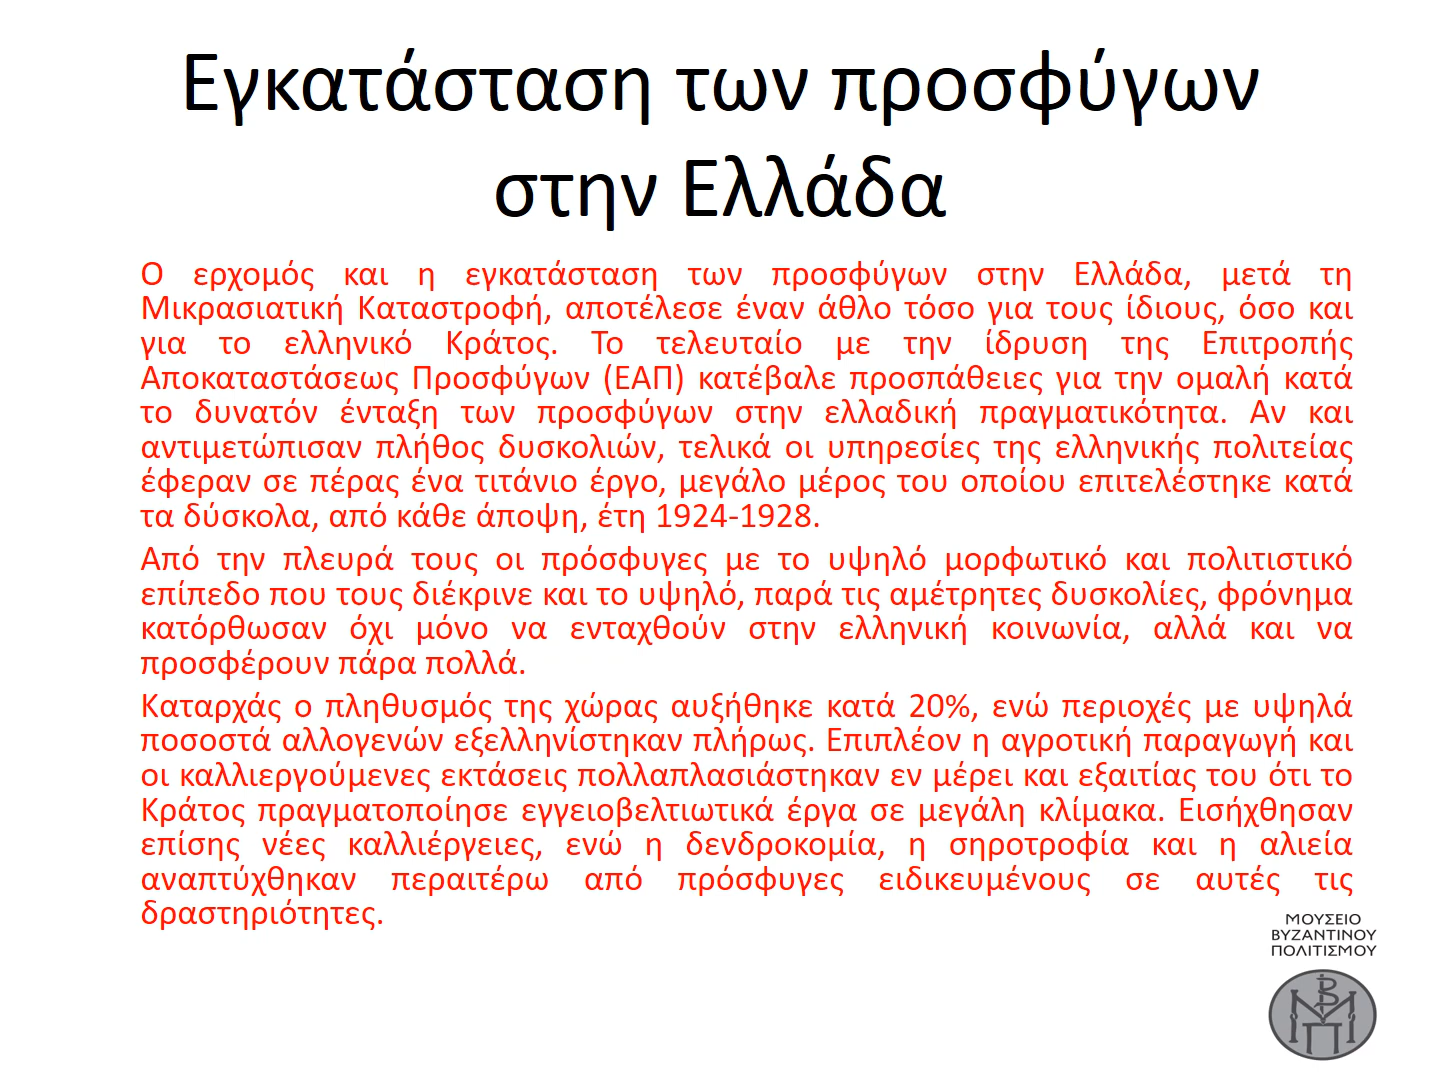 Εγκατάσταση των προσφύγων
στην Ελλάδα
Ο ερχομός και η εγκατάσταση των προσφύγων στην Ελλάδα, μετά τη
Μικρασιατική Καταστροφή, αποτέλεσε έναν άθλο τόσο για τους ίδιους, όσο και
για το ελληνικό Κράτος. Το τελευταίο με την ίδρυση της Επιτροπής
Αποκαταστάσεως Προσφύγων (ΕΑΠ) κατέβαλε προσπάθειες για την ομαλή κατά
το δυνατόν ένταξη των προσφύγων στην ελλαδική πραγματικότητα. Αν και
αντιμετώπισαν πλήθος δυσκολιών, τελικά οι υπηρεσίες της ελληνικής πολιτείας
έφεραν σε πέρας ένα τιτάνιο έργο, μεγάλο μέρος του οποίου επιτελέστηκε κατά
τα δύσκολα, από κάθε άποψη, έτη 1924-1928.
Από την πλευρά τους οι πρόσφυγες με το υψηλό μορφωτικό και πολιτιστικό
επίπεδο που τους διέκρινε και το υψηλό, παρά τις αμέτρητες δυσκολίες, φρόνημα
κατόρθωσαν όχι μόνο να ενταχθούν στην ελληνική κοινωνία, αλλά και να
προσφέρουν πάρα πολλά.
Καταρχάς ο πληθυσμός της χώρας αυξήθηκε κατά 20%, ενώ περιοχές με υψηλά
ποσοστά αλλογενών εξελληνίστηκαν πλήρως. Επιπλέον η αγροτική παραγωγή και
οι καλλιεργούμενες εκτάσεις πολλαπλασιάστηκαν εν μέρει και εξαιτίας του ότι το
Κράτος πραγματοποίησε εγγειοβελτιωτικά έργα σε μεγάλη κλίμακα. Εισήχθησαν
επίσης νέες καλλιέργειες, ενώ η δενδροκομία, η σηροτροφία και η αλιεία
αναπτύχθηκαν περαιτέρω από πρόσφυγες ειδικευμένους σε αυτές τις
δραστηριότητες.
ΜΟΥΣΕΙΟ
ΒΥΖΑΝΤΙΝΟΥ
ΠΟΛΙΤΙΣΜΟΥ